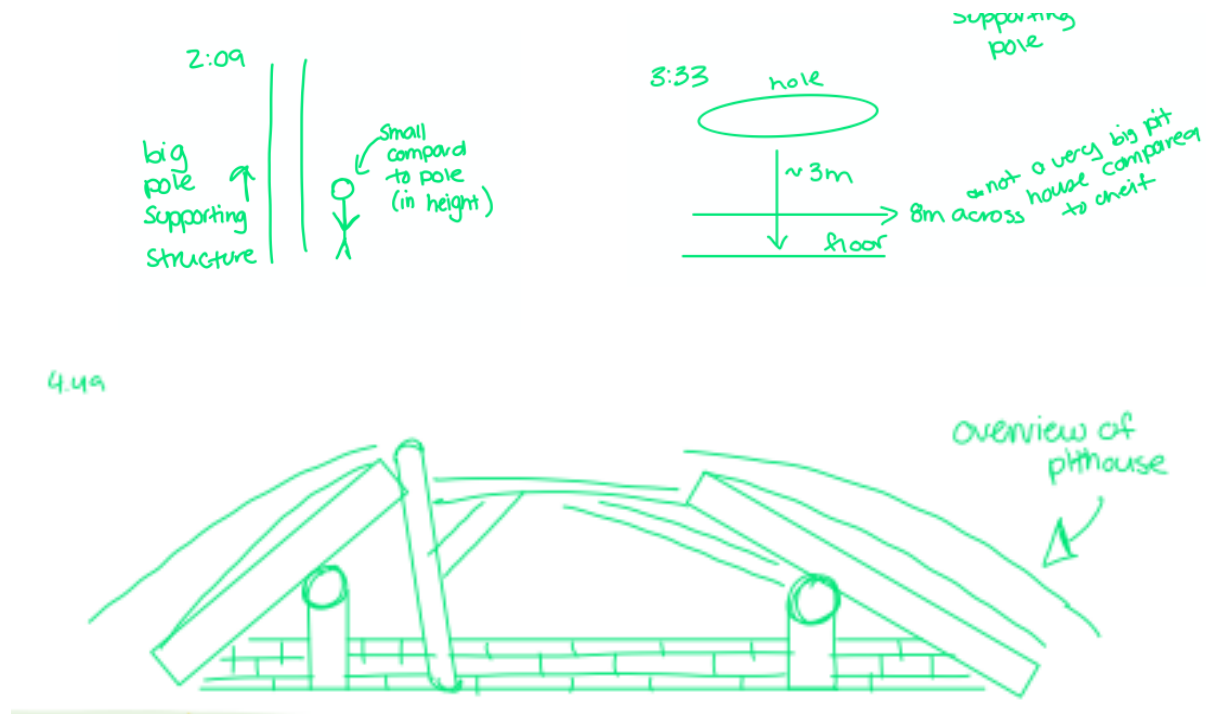 2:09
big
pole
supporting
structure
small
compard
to pole
(in height)
supporting
pole
3:33
hole
~3m
8m across
not a very big pit
house compared
to
floor
4.49
overview of
pithouse